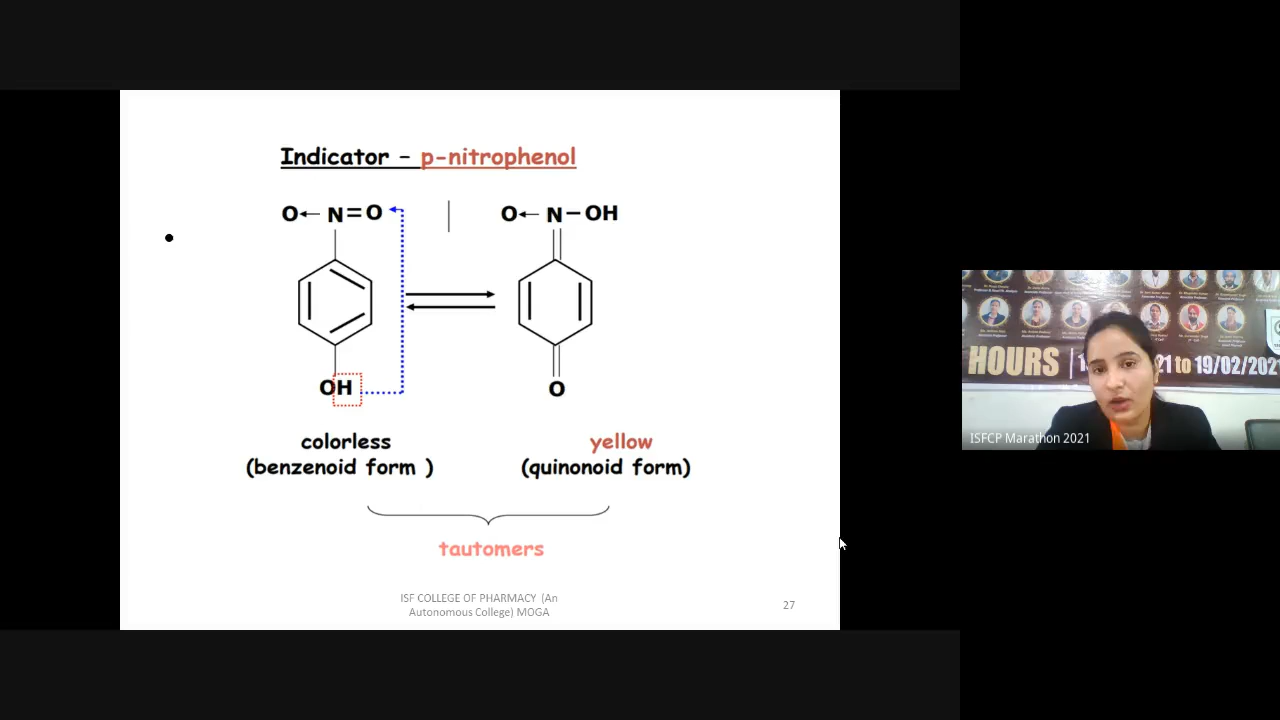 Indicator – p-nitrophenol
O← N=O
O← N–OH
OH
O
colorless
(benzenoid form )
yellow
(quinonoid form)
tautomers
ISF COLLEGE OF PHARMACY (An
Autonomous College) MOGA
27
HOURS
21 to 19/02/2021
ISFCP Marathon 2021